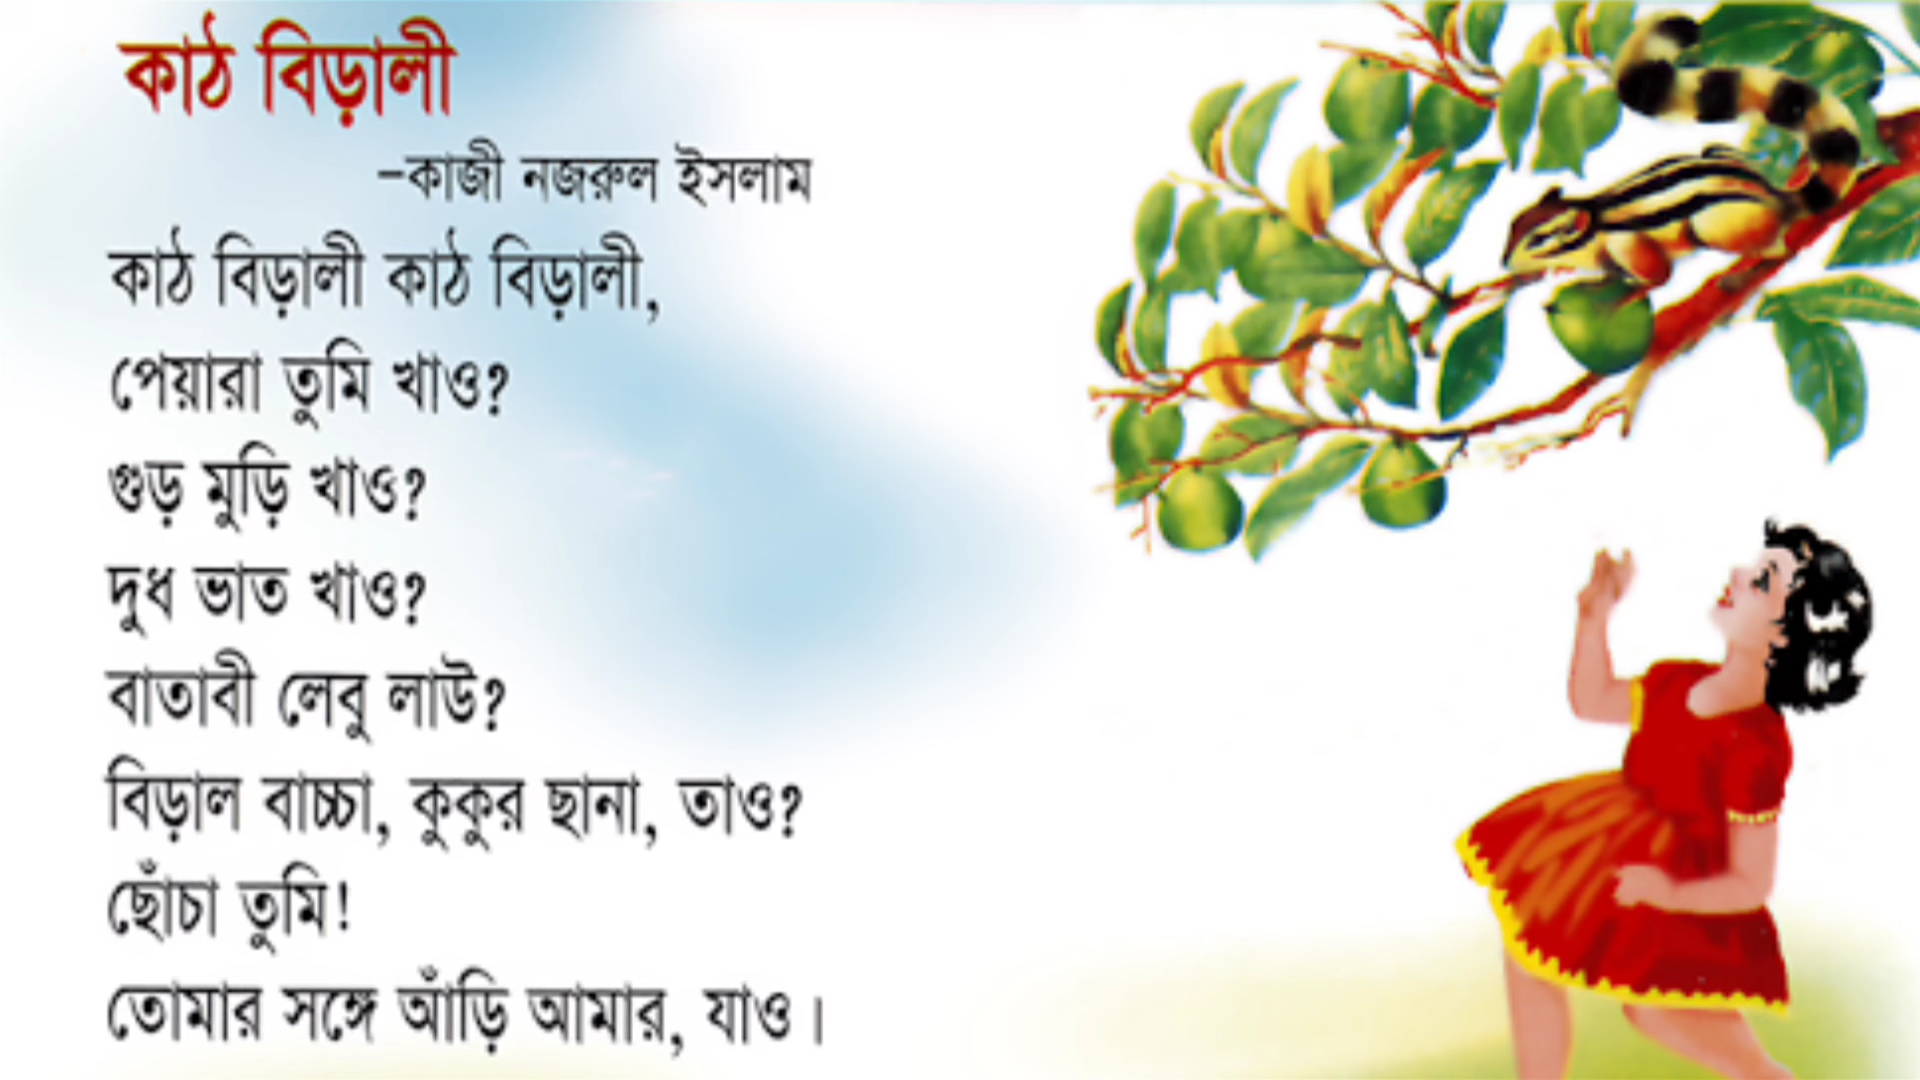 কাঠ বিড়ালী
-কাজী নজরুল ইসলাম
কাঠ বিড়ালী কাঠ বিড়ালী,
পেয়ারা তুমি খাও?
গুড় মুড়ি খাও?
দুধ ভাত খাও?
বাতাবী লেবু লাউ?
বিড়াল বাচ্চা, কুকুর ছানা, তাও?
ছোঁচা তুমি!
তোমার সঙ্গে আঁড়ি আমার, যাও।